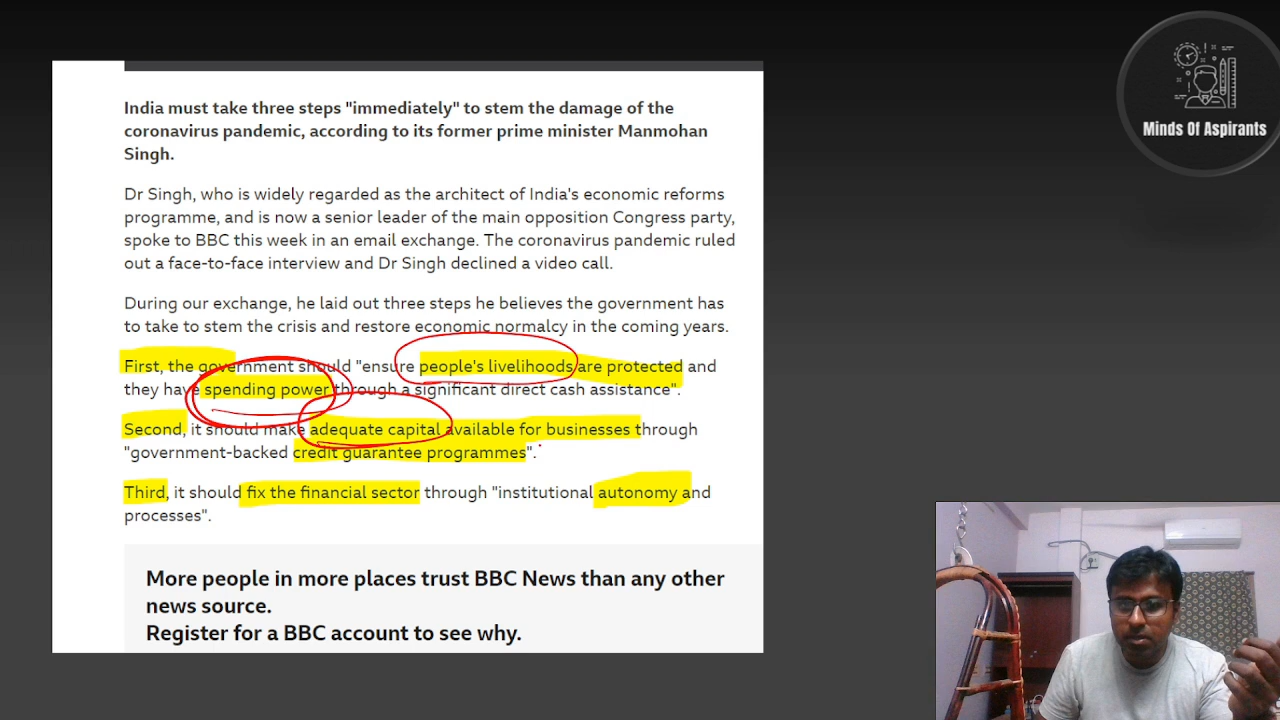 India must take three steps "immediately" to stem the damage of the
coronavirus pandemic, according to its former prime minister Manmohan
Singh.
Dr Singh, who is widely regarded as the architect of India's economic reforms
programme, and is now a senior leader of the main opposition Congress party,
spoke to BBC this week in an email exchange. The coronavirus pandemic ruled
out a face-to-face interview and Dr Singh declined a video call.
During our exchange, he laid out three steps he believes the government has
to take to stem the crisis and restore economic normalcy in the coming years.
First, the government should "ensure people's livelihoods are protected and
they have spending power through a significant direct cash assistance".
Second, it should make adequate capital available for businesses through
"government-backed credit guarantee programmes".
Third, it should fix the financial sector through "institutional autonomy and
processes".
More people in more places trust BBC News than any other
news source.
Register for a BBC account to see why.
Minds Of Aspirants